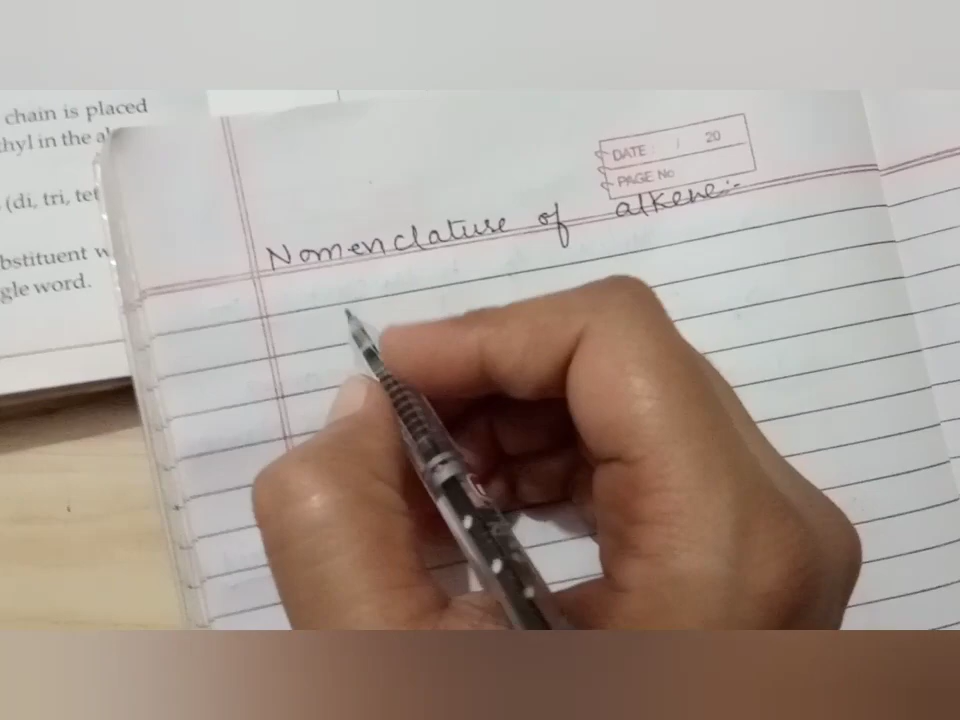 chain is placed
thyl in the al
(di, tri, tet
bstituent w
gle word.
DATE / 20
PAGE No
Nomenclature of alkene:-